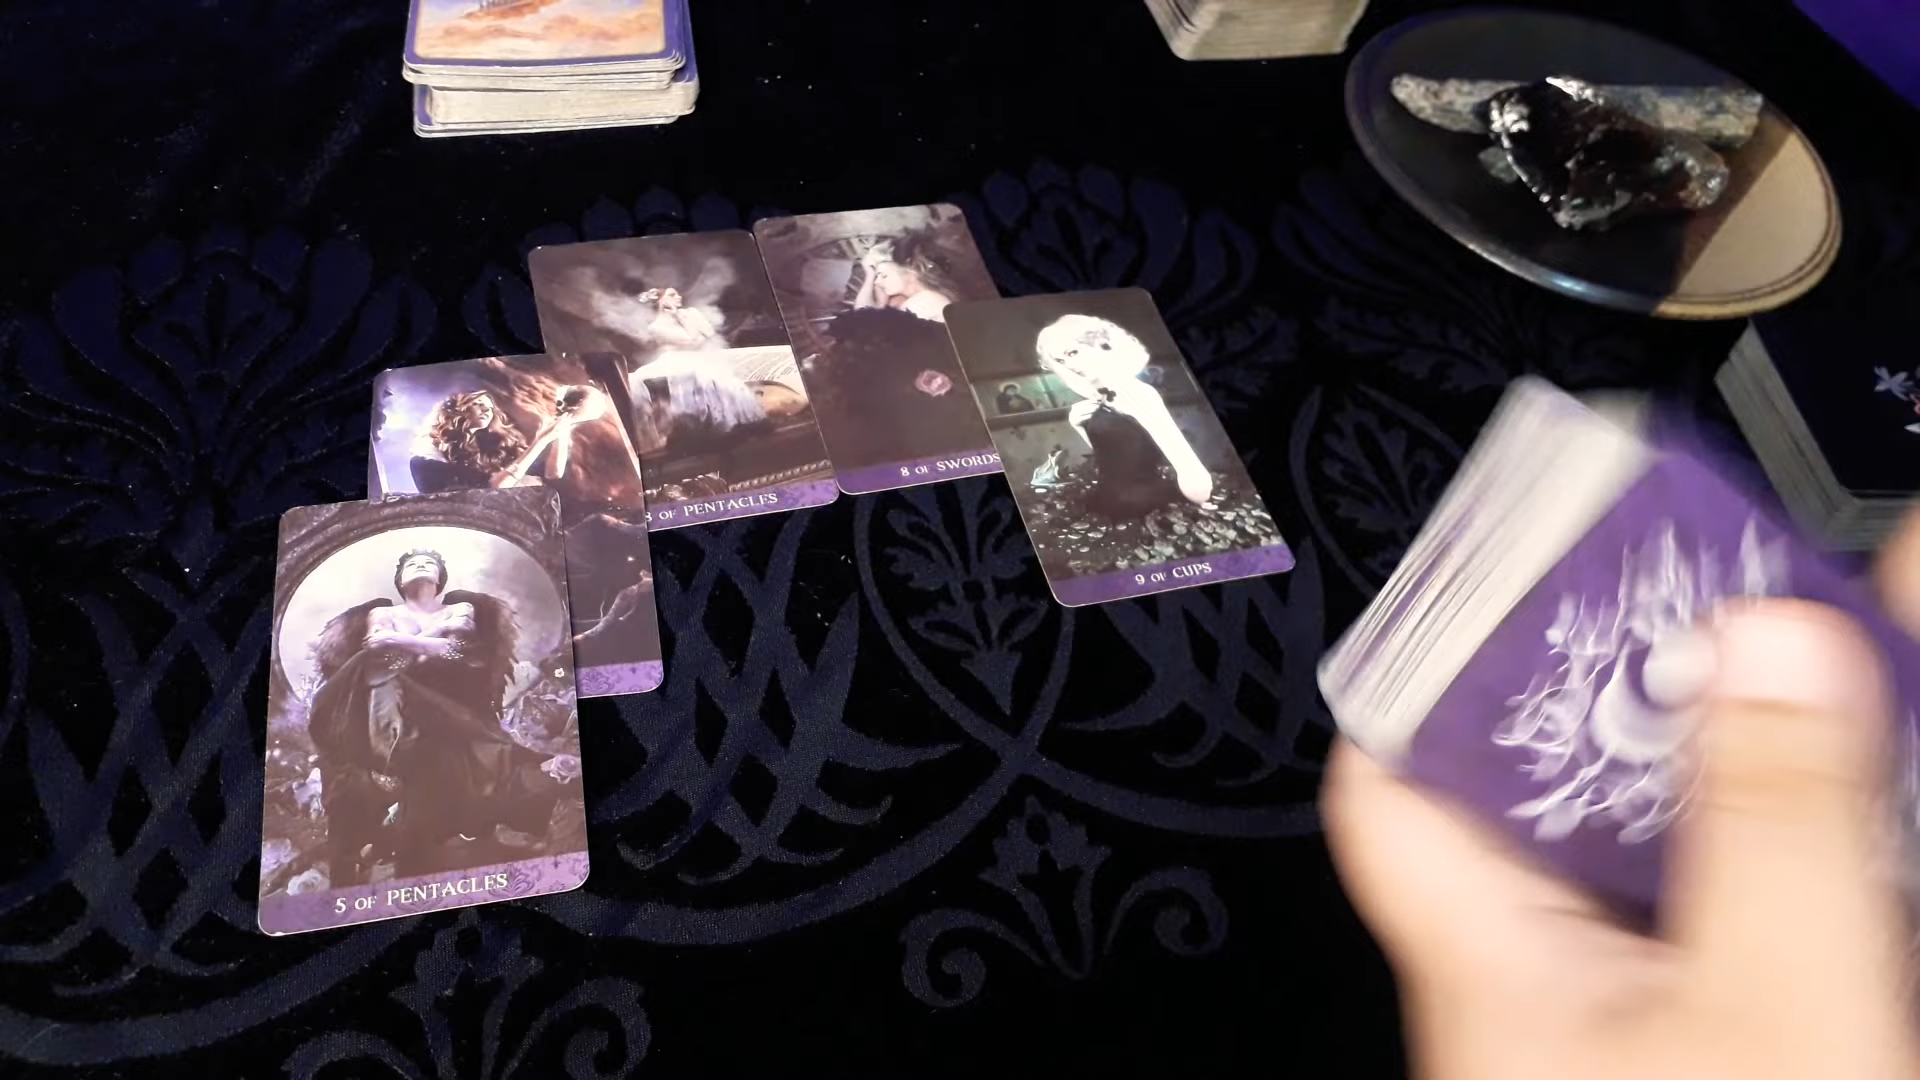 8 OF PENTACLES
8 OF SWORDS
9 OF CUPS
5 OF PENTACLES